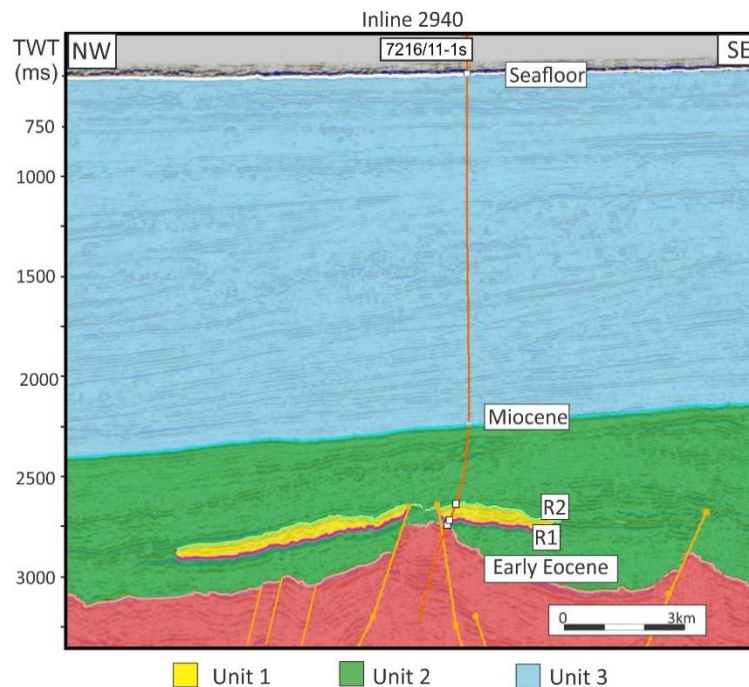 Inline 2940
TWT
(ms)
NW
7216/11-1s
SE
Seafloor
750
1000
1500
2000
Miocene
2500
R2
R1
Early Eocene
3000
0 3km
Unit 1 Unit 2 Unit 3